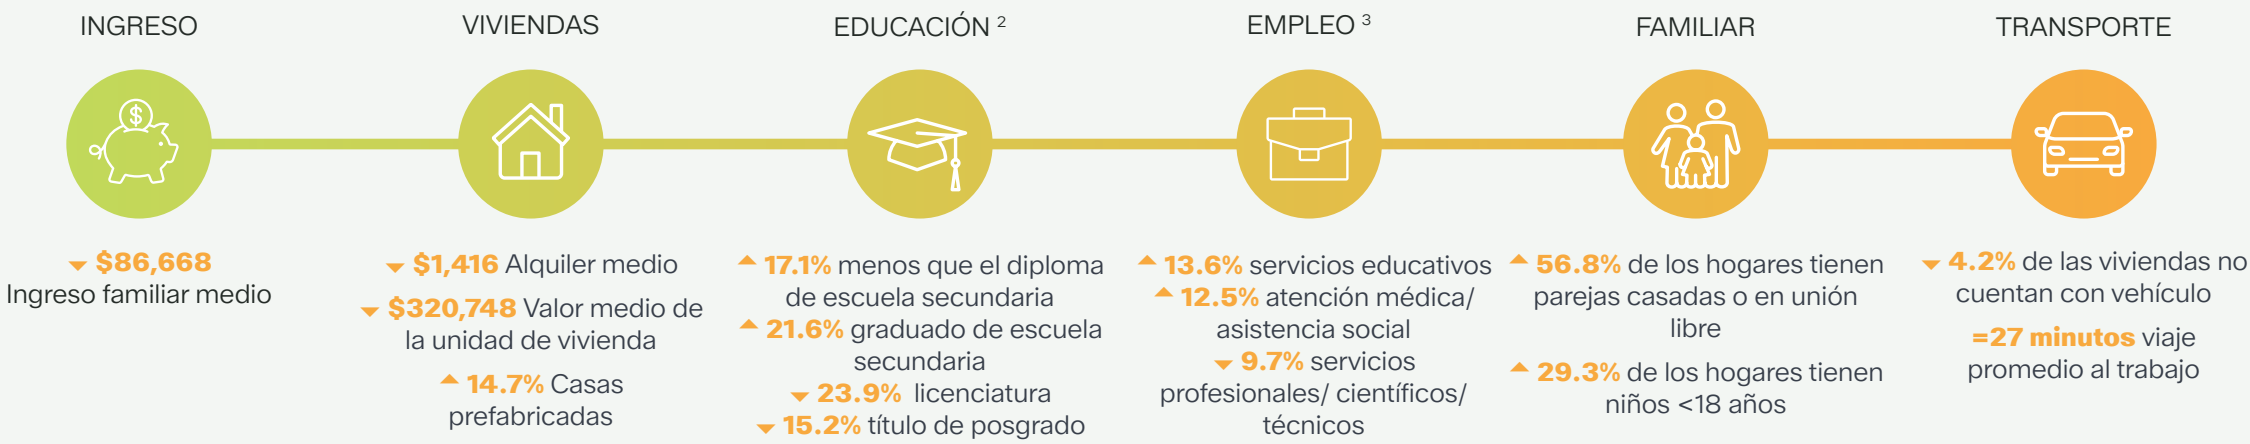 INGRESO
$
▼ $86,668
Ingreso familiar medio
VIVIENDAS
▼ $1,416 Alquiler medio
▼ $320,748 Valor medio de
la unidad de vivienda
▲ 14.7% Casas
prefabricadas
EDUCACIÓN ²
▲ 17.1% menos que el diploma
de escuela secundaria
▲ 21.6% graduado de escuela
secundaria
▼ 23.9% licenciatura
▼ 15.2% título de posgrado
EMPLEO ³
▲ 13.6% servicios educativos
▲ 12.5% atención médica/
asistencia social
▼ 9.7% servicios
profesionales/ científicos/
técnicos
FAMILIAR
▲ 56.8% de los hogares tienen
parejas casadas o en unión
libre
▲ 29.3% de los hogares tienen
niños <18 años
TRANSPORTE
▼ 4.2% de las viviendas no
cuentan con vehículo
=27 minutos viaje
promedio al trabajo